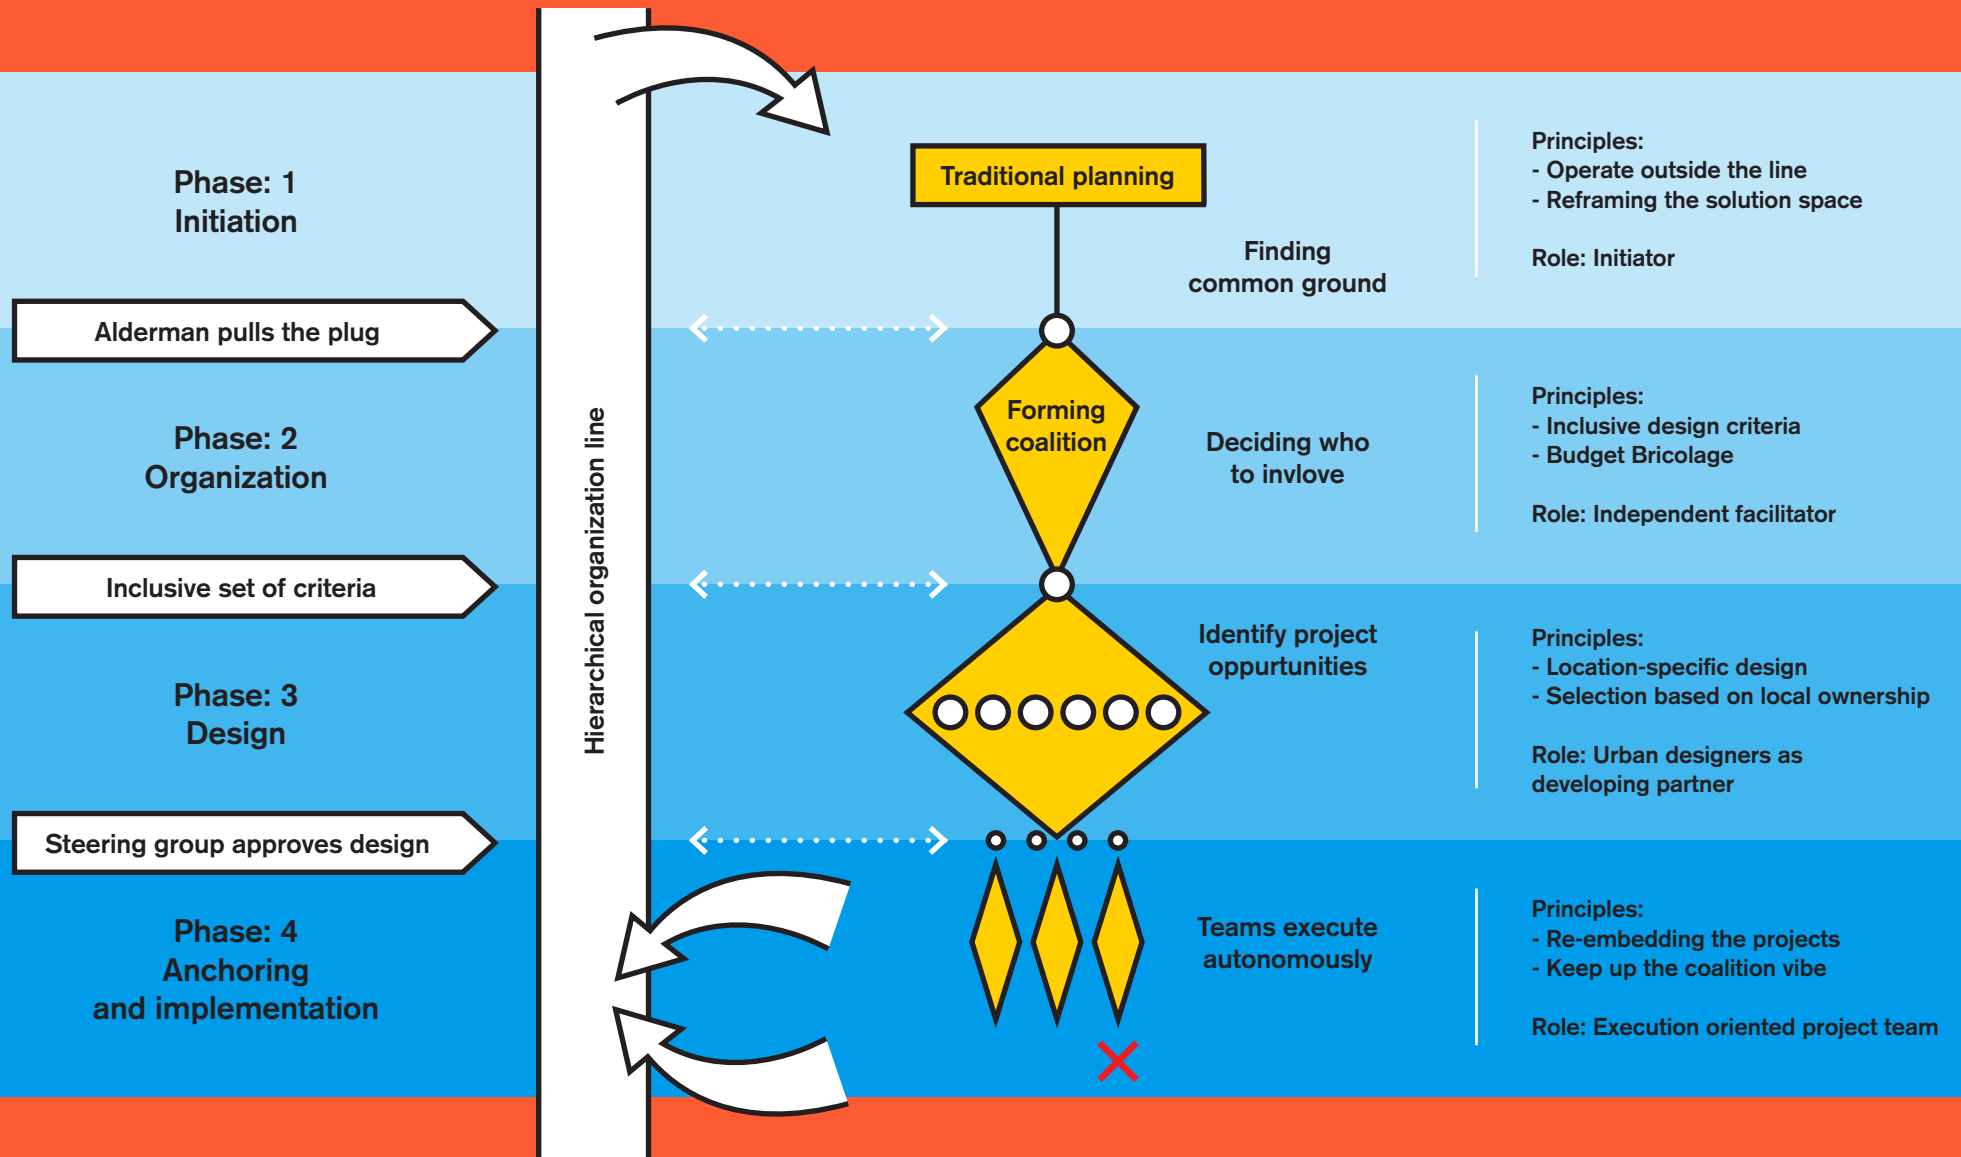 Phase: 1
Initiation
Traditional planning
Finding
common ground
Principles:
- Operate outside the line
- Reframing the solution space
Role: Initiator
Alderman pulls the plug
Phase: 2
Organization
Hierarchical organization line
Forming
coalition
Deciding who
to invlove
Principles:
- Inclusive design criteria
- Budget Bricolage
Role: Independent facilitator
Inclusive set of criteria
Phase: 3
Design
Identify project
oppurtunities
Principles:
- Location-specific design
- Selection based on local ownership
Role: Urban designers as
developing partner
Steering group approves design
Phase: 4
Anchoring
and implementation
Teams execute
autonomously
Principles:
- Re-embedding the projects
- Keep up the coalition vibe
Role: Execution oriented project team